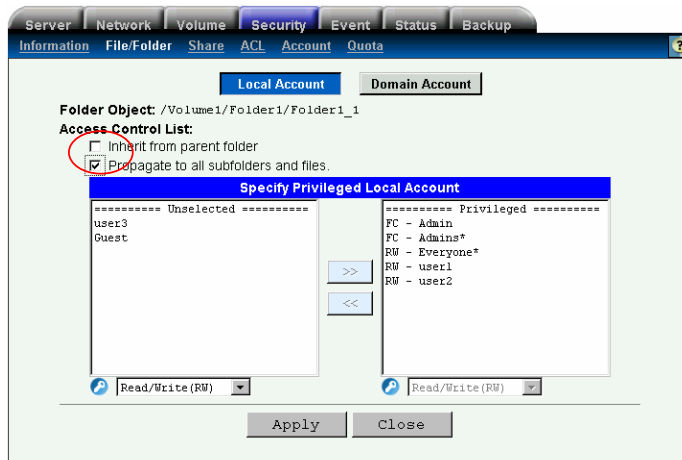 Server Network Volume Security Event Status Backup
Information File/Folder Share ACL Account Quota ?
Local Account Domain Account
Folder Object: /Volume1/Folder1/Folder1_1
Access Control List:
Inherit from parent folder
Propagate to all subfolders and files.
Specify Privileged Local Account
========== Unselected ==========
user3
Guest
>>
<<
========== Privileged ==========
FC - Admin
FC - Admins*
RW - Everyone*
RW - user1
RW - user2
Read/Write(RW) Read/Write(RW)
Apply Close